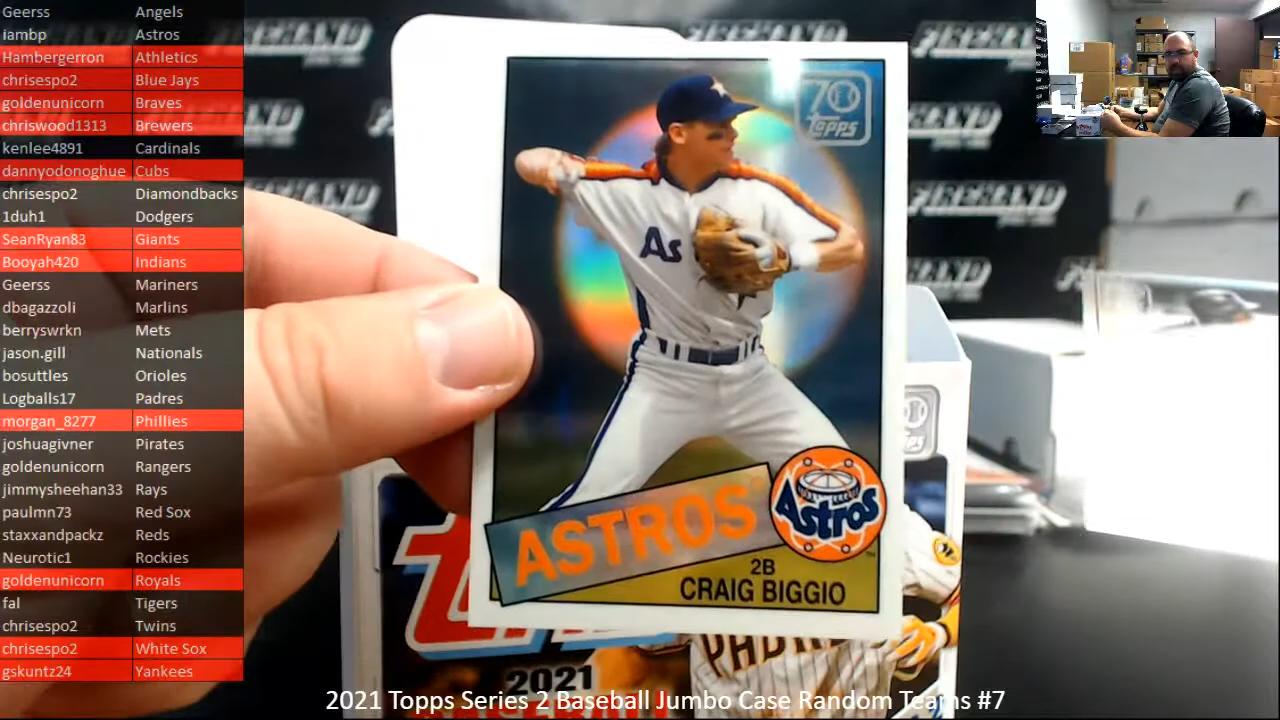 Geerss Angels
iambp Astros
Hambergerron Athletics
chrisespo2 Blue Jays
goldenunicorn Braves
chriswood1313 Brewers
kenlee4891 Cardinals
dannyodonoghue Cubs
chrisespo2 Diamondbacks
1duh1 Dodgers
SeanRyan83 Giants
Booyah420 Indians
Geerss Mariners
dbagazzoli Marlins
berryswrkn Mets
jason.gill Nationals
bosuttles Orioles
Logballs17 Padres
morgan_8277 Phillies
joshuagivner Pirates
goldenunicorn Rangers
jimmysheehan33 Rays
paulmn73 Red Sox
staxxandpackz Reds
Neurotic1 Rockies
goldenunicorn Royals
fal Tigers
chrisespo2 Twins
chrisespo2 White Sox
gskuntz24 Yankees
FIREHAND
FIREHAND
FIREHAND
70
topps
As
ASTROS
Astros
2B
CRAIG BIGGIO
2021
2021 Topps Series 2 Baseball Jumbo Case Random Teams #7